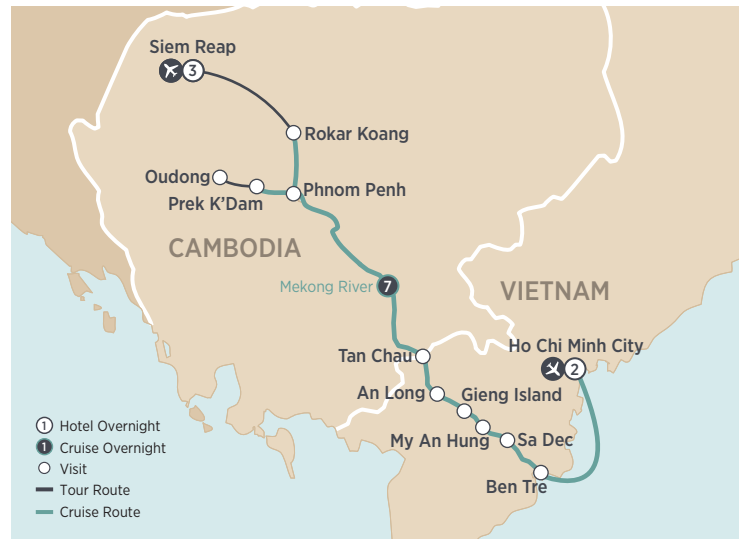 Siem Reap
3
Rokar Koang
Oudong
Prek K'Dam
Phnom Penh
CAMBODIA
Mekong River
7
VIETNAM
Ho Chi Minh City
2
Tan Chau
An Long
Gieng Island
My An Hung
Sa Dec
Ben Tre
1 Hotel Overnight
1 Cruise Overnight
Visit
Tour Route
Cruise Route